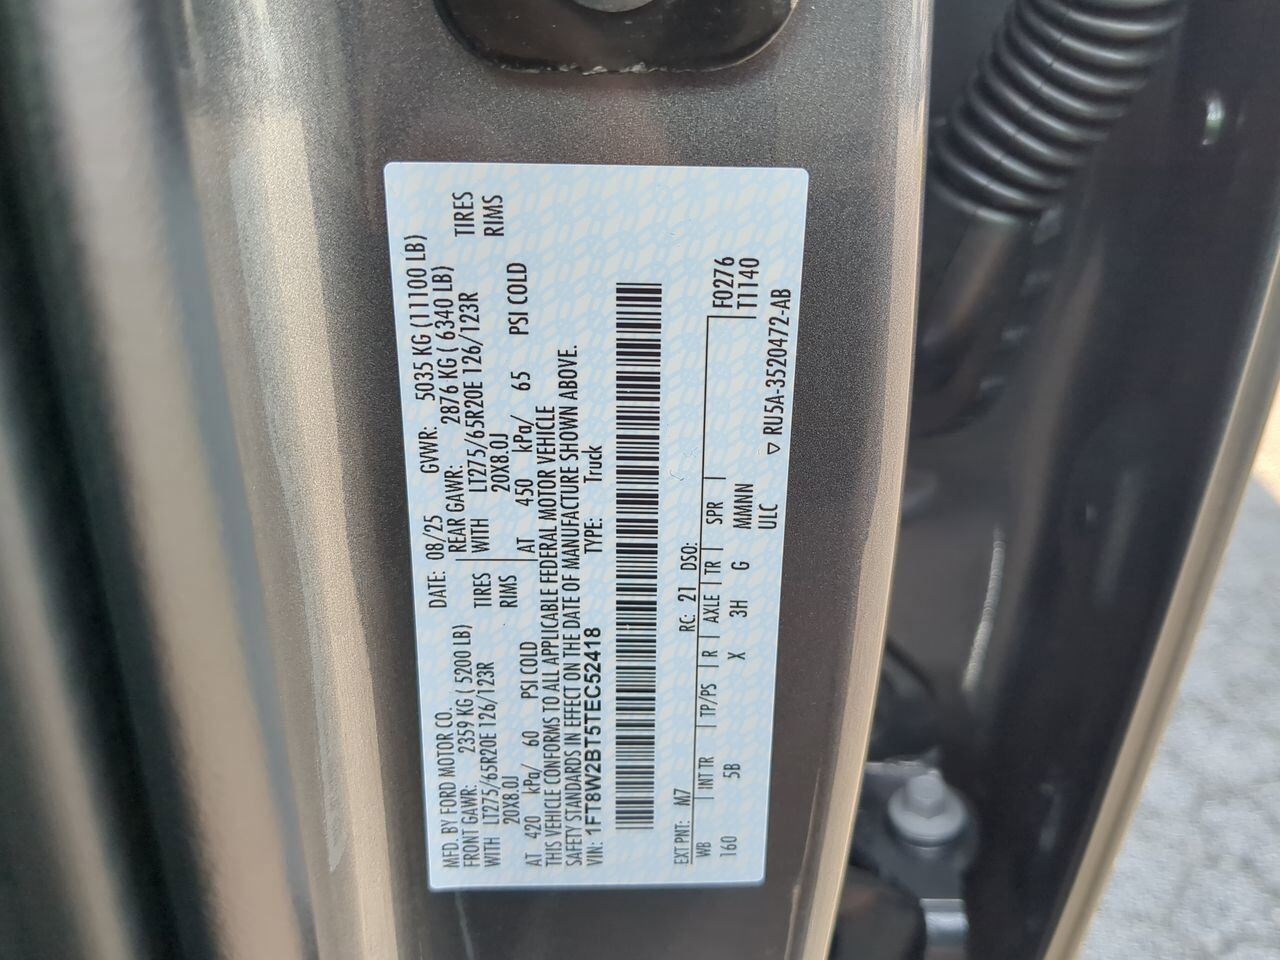 MFD. BY FORD MOTOR CO.
DATE: 08/25 GVWR: 5035 KG (11100 LB)
FRONT GAWR: 2359 KG ( 5200 LB) REAR GAWR: 2876 KG ( 6340 LB)
WITH LT275/65R20E 126/123R TIRES WITH LT275/65R20E 126/123R TIRES
20X8.0J RIMS 20X8.0J RIMS
AT 420 kPa/ 60 PSI COLD AT 450 kPa/ 65 PSI COLD
THIS VEHICLE CONFORMS TO ALL APPLICABLE FEDERAL MOTOR VEHICLE
SAFETY STANDARDS IN EFFECT ON THE DATE OF MANUFACTURE SHOWN ABOVE.
VIN: 1FT8W2BT5TEC52418 TYPE: Truck
EXT PNT: M7 RC: 21 DSO:
WB INT TR TP/PS R AXLE TR SPR F0276
160 5B X 3H G MMMNN T1140
ULC
▽ RU5A-3520472-AB